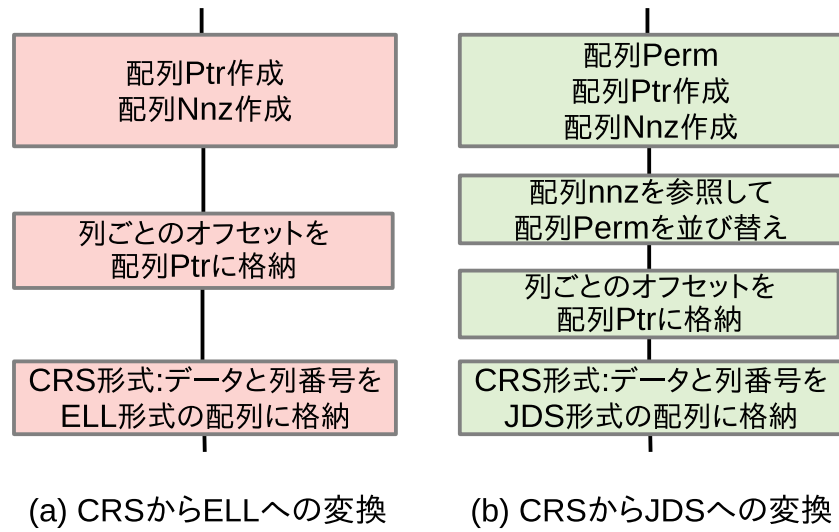 配列Ptr作成
配列Nnz作成
列ごとのオフセットを
配列Ptrに格納
CRS形式:データと列番号を
ELL形式の配列に格納
(a) CRSからELLへの変換
配列Perm
配列Ptr作成
配列Nnz作成
配列nnzを参照して
配列Permを並び替え
列ごとのオフセットを
配列Ptrに格納
CRS形式:データと列番号を
JDS形式の配列に格納
(b) CRSからJDSへの変換